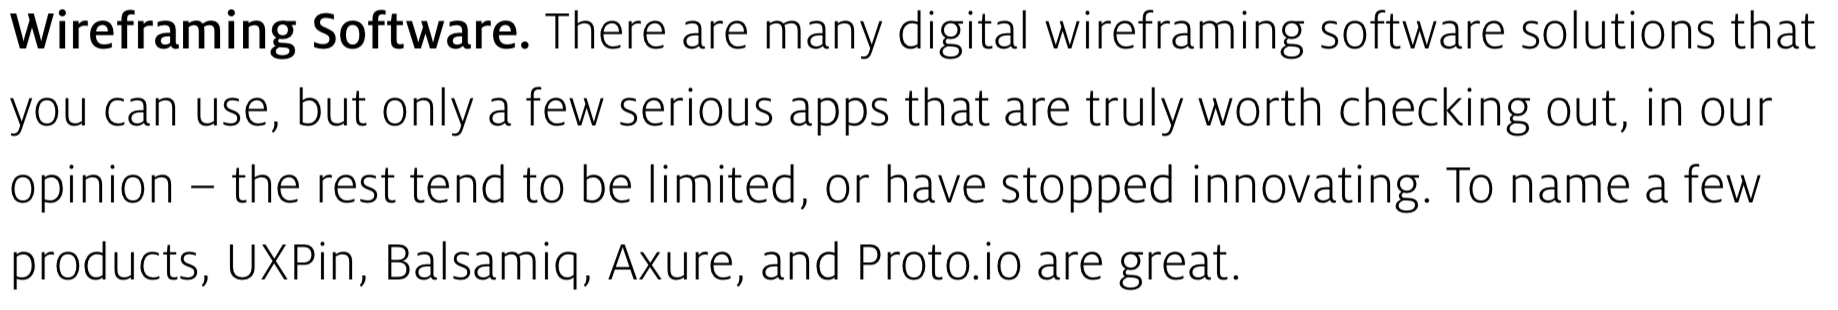 Wireframing Software. There are many digital wireframing software solutions that
you can use, but only a few serious apps that are truly worth checking out, in our
opinion – the rest tend to be limited, or have stopped innovating. To name a few
products, UXPin, Balsamiq, Axure, and Proto.io are great.